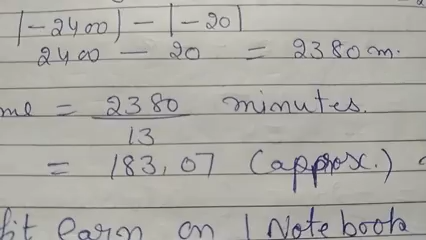 |-2400| - |-20|
2400 - 20 = 2380 m.
me = 2380 minutes.
13
= 183,07 (approx.)
fit earn on 1 Notebook